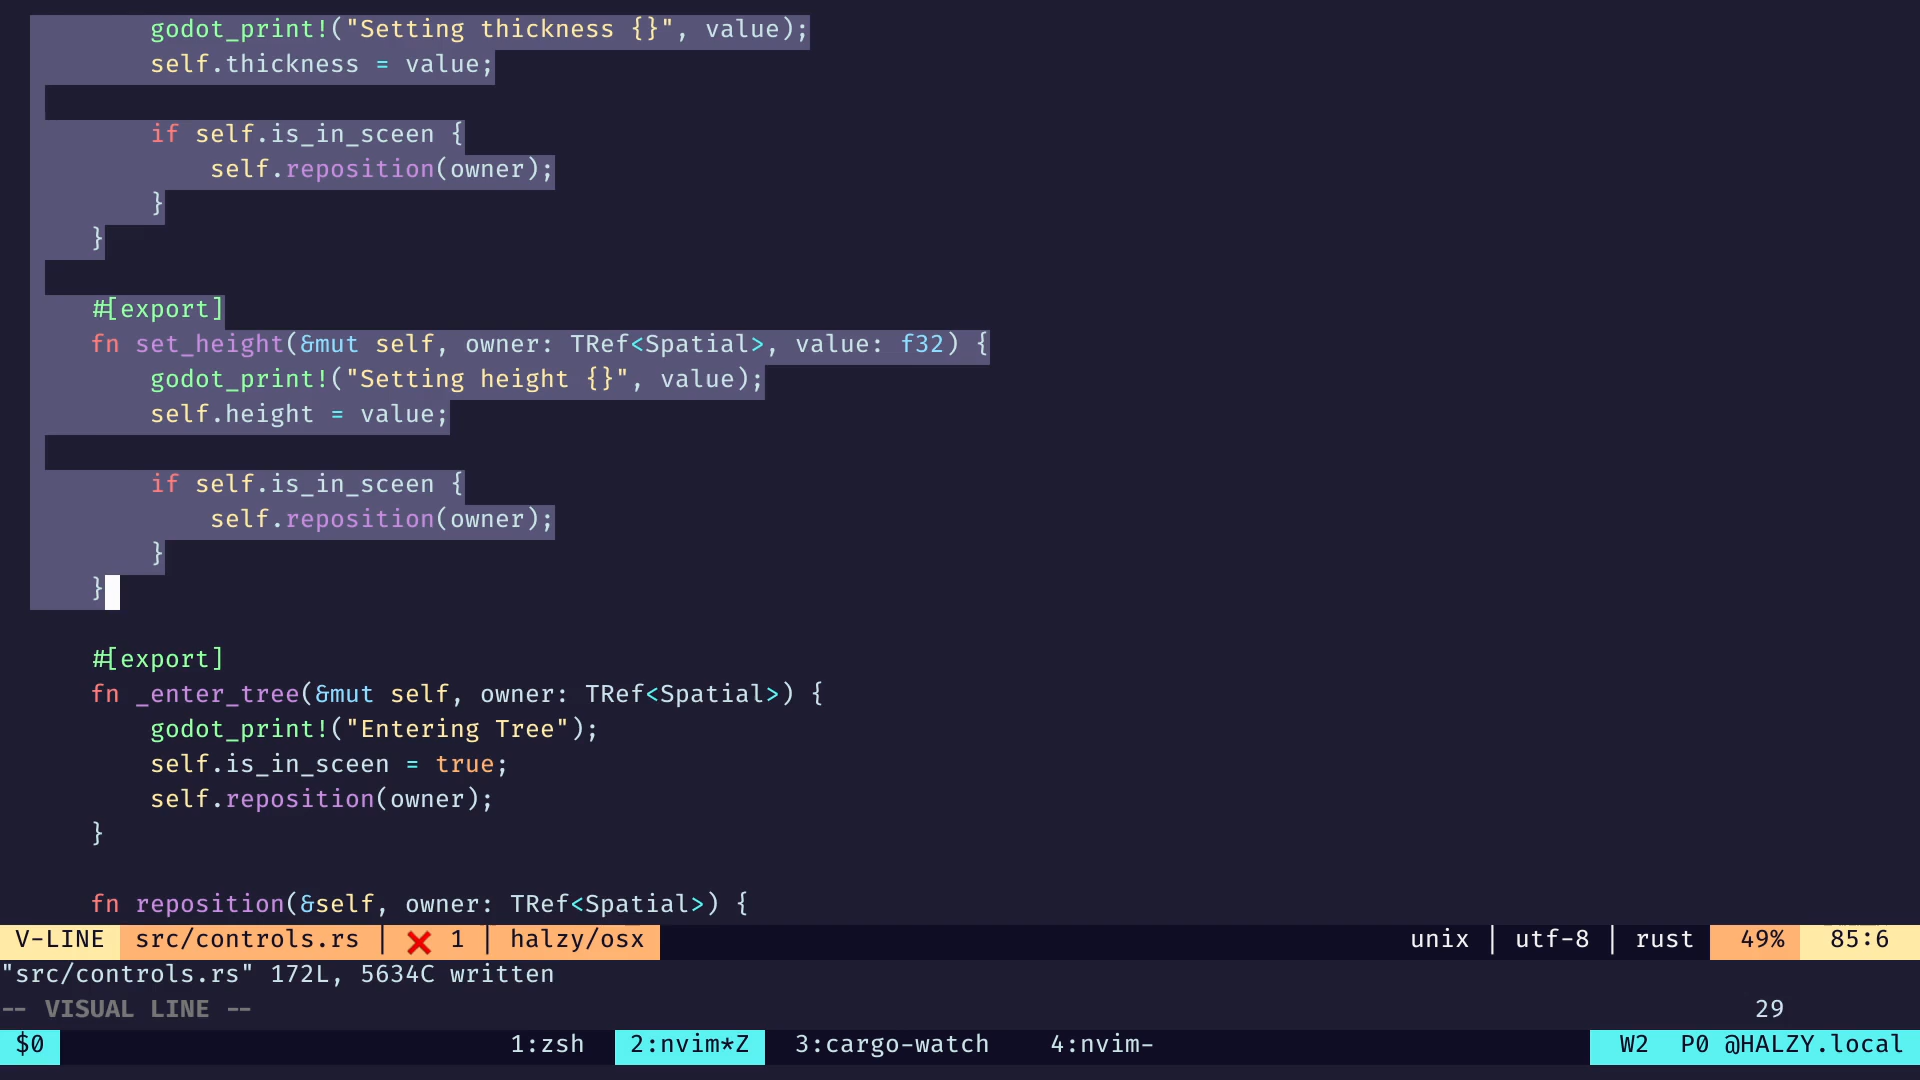 godot_print!("Setting thickness {}", value);
self.thickness = value;
if self.is_in_sceen {
self.reposition(owner);
}
}
#[export]
fn set_height(&mut self, owner: TRef<Spatial>, value: f32) {
godot_print!("Setting height {}", value);
self.height = value;
if self.is_in_sceen {
self.reposition(owner);
}
}
#[export]
fn _enter_tree(&mut self, owner: TRef<Spatial>) {
godot_print!("Entering Tree");
self.is_in_sceen = true;
self.reposition(owner);
}
fn reposition(&self, owner: TRef<Spatial>) {
V-LINE src/controls.rs | ❌ 1 | halzy/osx unix | utf-8 | rust 49% 85:6
"src/controls.rs" 172L, 5634C written
-- VISUAL LINE -- 29
$0 1:zsh 2:nvim*Z 3:cargo-watch 4:nvim- W2 P0 @HALZY.local